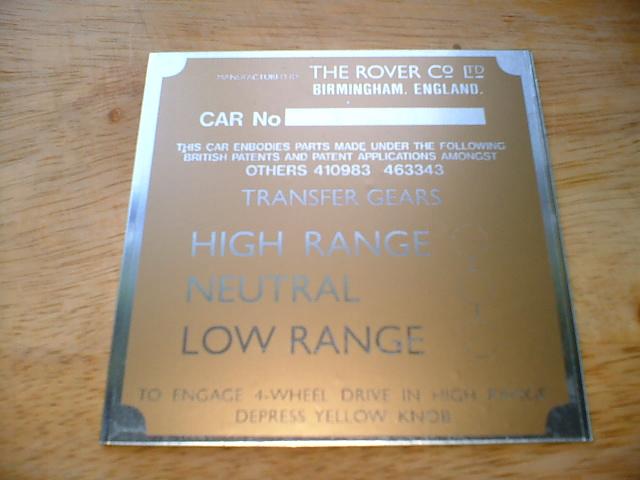 MANUFACTURED BY THE ROVER Co LTD
BIRMINGHAM. ENGLAND.
CAR No
THIS CAR ENBODIES PARTS MADE UNDER THE FOLLOWING
BRITISH PATENTS AND PATENT APPLICATIONS AMONGST
OTHERS 410983 463343
TRANSFER GEARS
HIGH RANGE
NEUTRAL
LOW RANGE
TO ENGAGE 4-WHEEL DRIVE IN HIGH RANGE
DEPRESS YELLOW KNOB